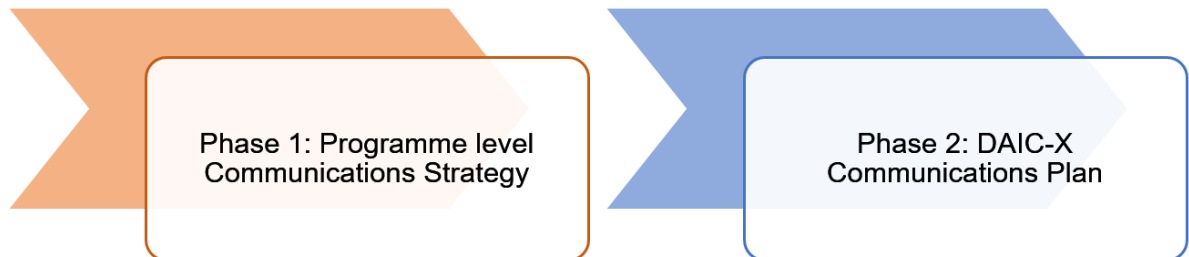 Phase 1: Programme level
Communications Strategy
Phase 2: DAIC-X
Communications Plan